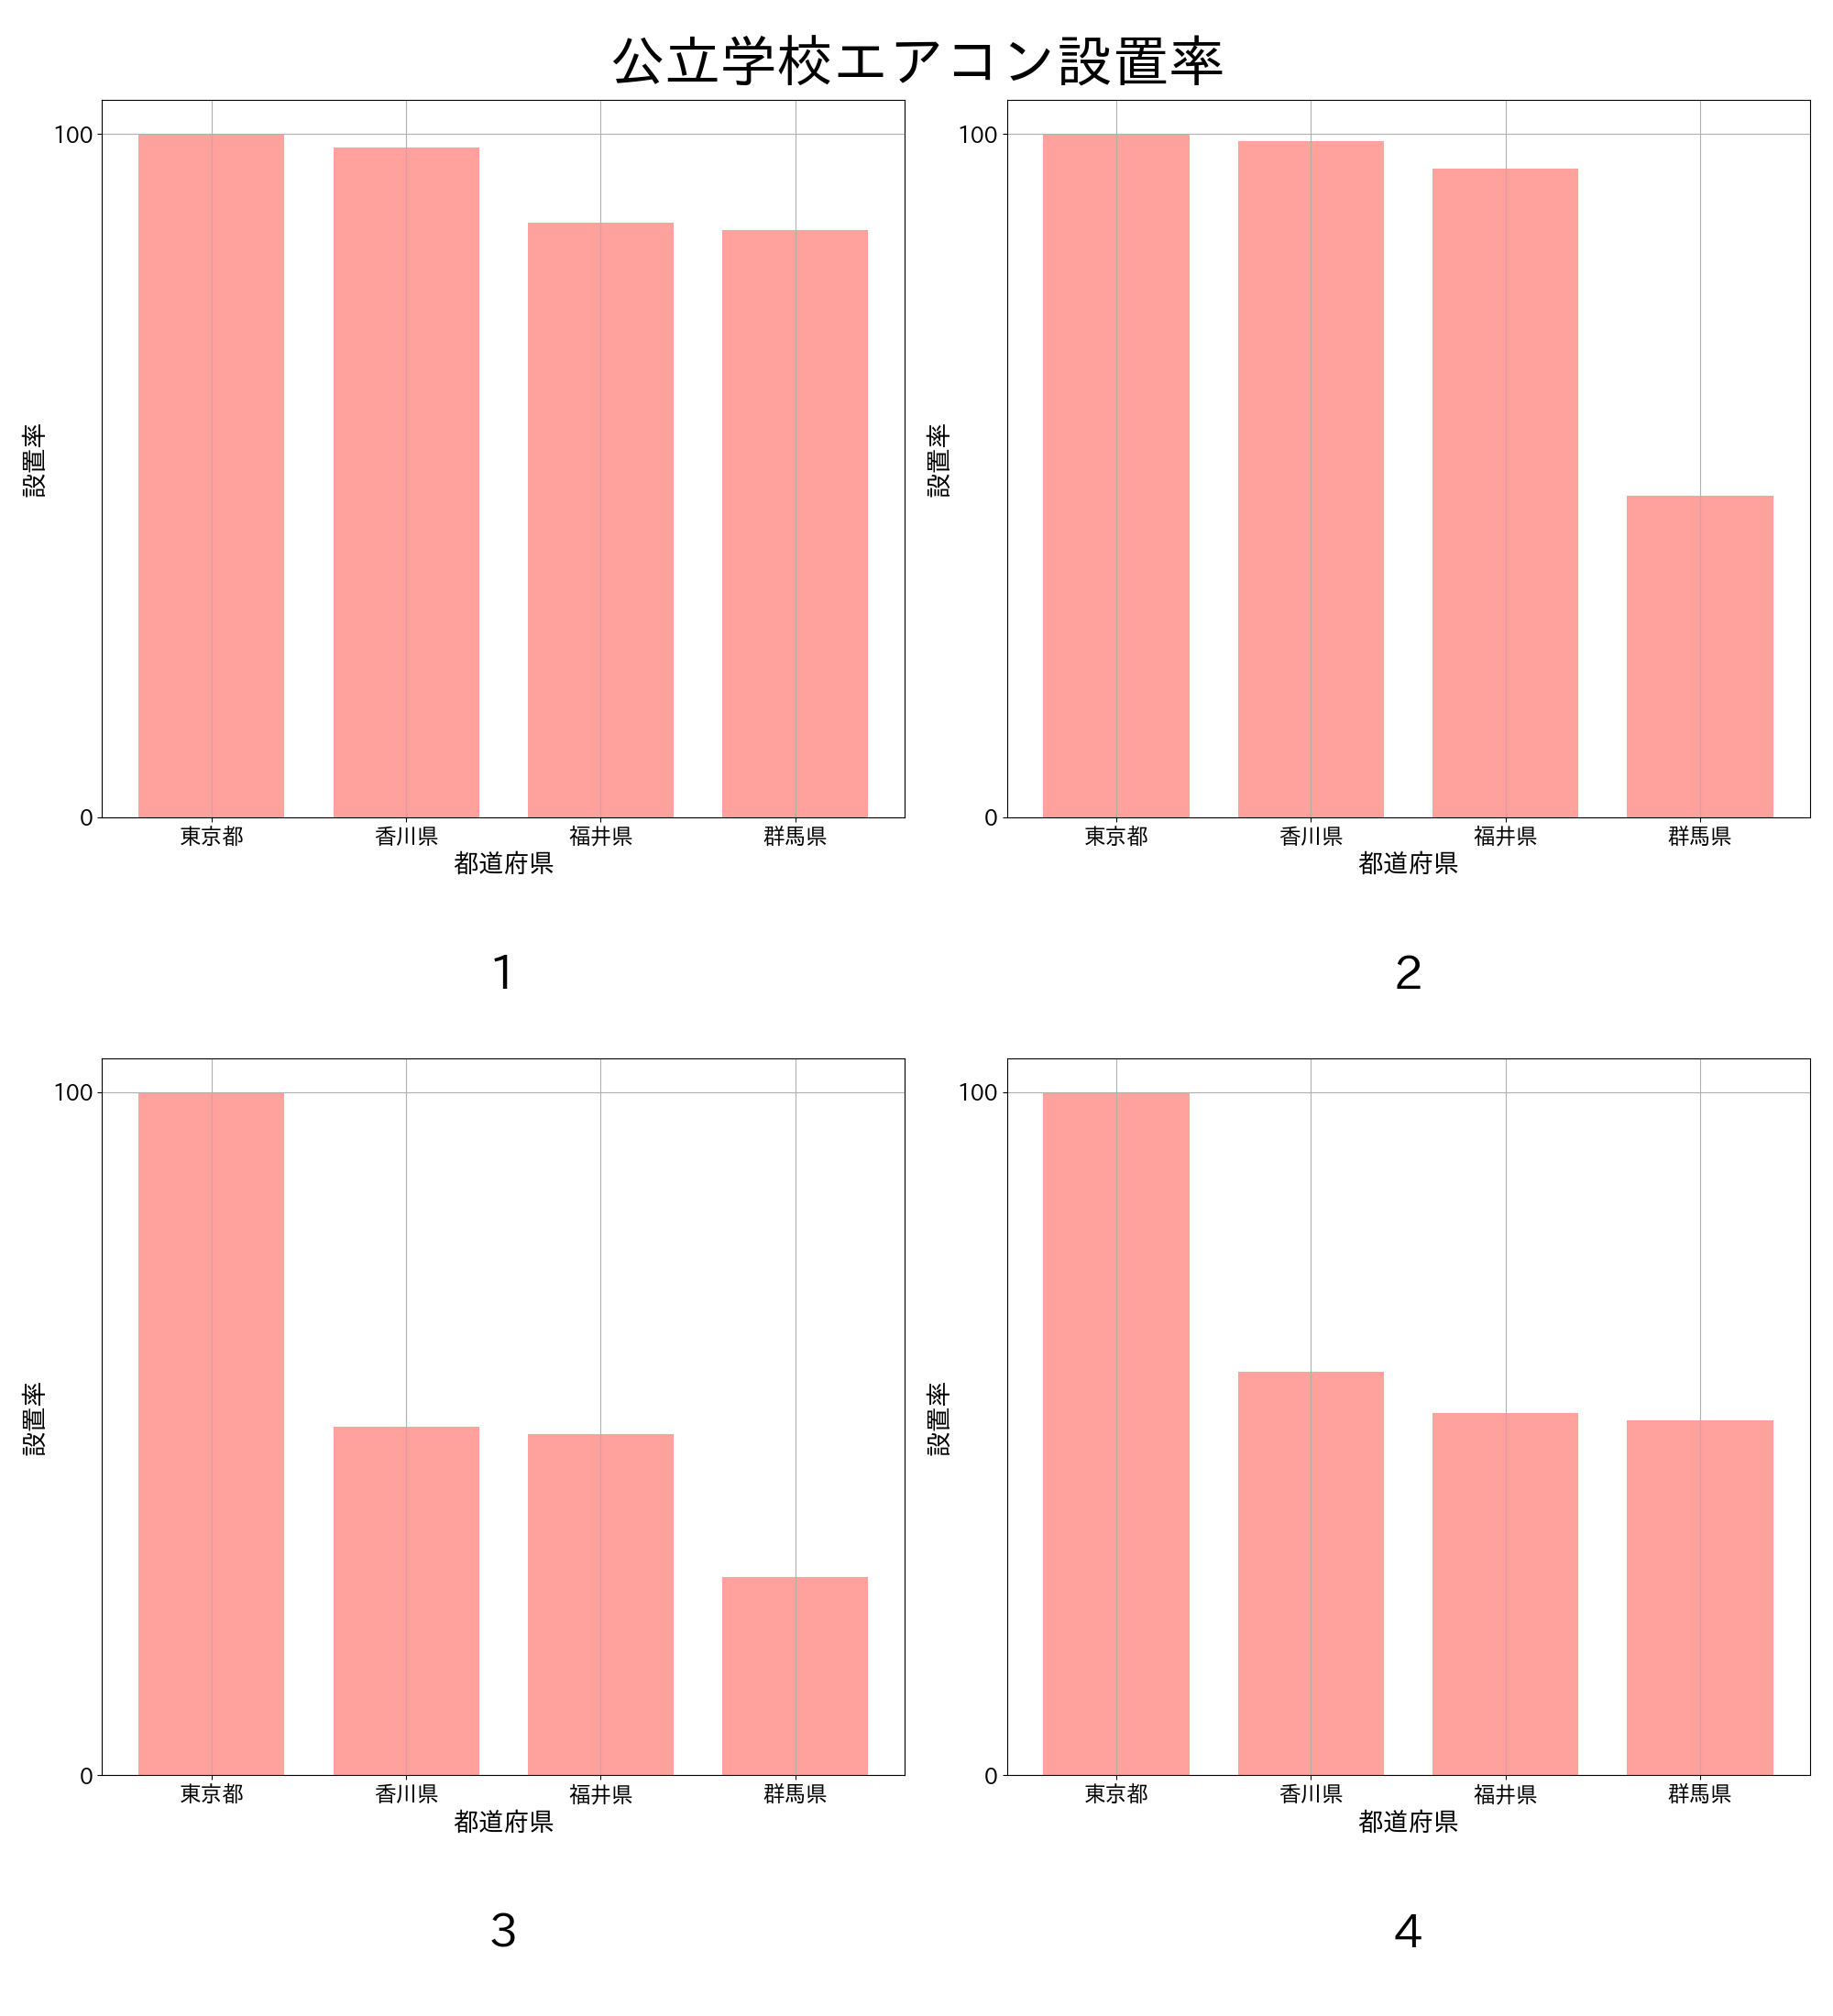 公立学校エアコン設置率
100
0
設置率
東京都 香川県 福井県 群馬県
都道府県
1
100
0
設置率
東京都 香川県 福井県 群馬県
都道府県
2
100
0
設置率
東京都 香川県 福井県 群馬県
都道府県
3
100
0
設置率
東京都 香川県 福井県 群馬県
都道府県
4